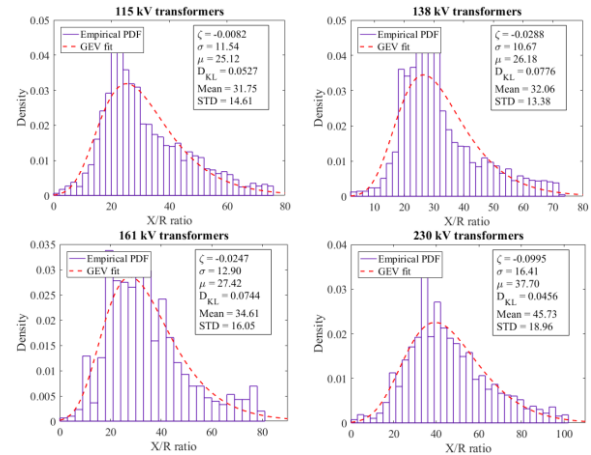 115 kV transformers
0.05
0.04
0.03
0.02
0.01
0
Density
Empirical PDF
GEV fit
ζ = -0.0082
σ = 11.54
μ = 25.12
D_KL = 0.0527
Mean = 31.75
STD = 14.61
0 20 40 60 80
X/R ratio
138 kV transformers
0.05
0.04
0.03
0.02
0.01
0
Density
Empirical PDF
GEV fit
ζ = -0.0288
σ = 10.67
μ = 26.18
D_KL = 0.0776
Mean = 32.06
STD = 13.38
10 20 30 40 50 60 70 80
X/R ratio
161 kV transformers
0.035
0.03
0.025
0.02
0.015
0.01
0.005
0
Density
Empirical PDF
GEV fit
ζ = -0.0247
σ = 12.90
μ = 27.42
D_KL = 0.0744
Mean = 34.61
STD = 16.05
0 20 40 60 80
X/R ratio
230 kV transformers
0.04
0.03
0.02
0.01
0
Density
Empirical PDF
GEV fit
ζ = -0.0995
σ = 16.41
μ = 37.70
D_KL = 0.0456
Mean = 45.73
STD = 18.96
0 20 40 60 80 100
X/R ratio